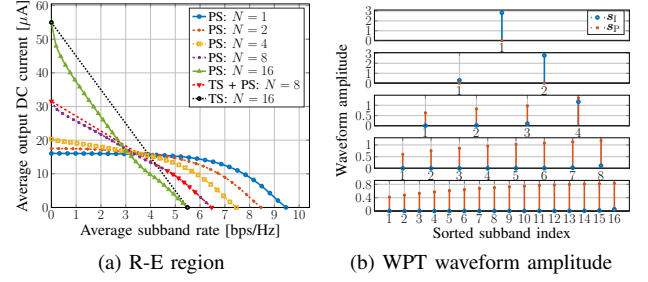 Average output DC current [μA]
60
50
40
30
20
10
0
0 1 2 3 4 5 6 7 8 9 10
Average subband rate [bps/Hz]
PS: N = 1
PS: N = 2
PS: N = 4
PS: N = 8
PS: N = 16
TS + PS: N = 8
TS: N = 16
(a) R-E region
Waveform amplitude
3
2
1
0
1
s_I
s_P
3
2
1
0
1 2
1
0.5
0
1 2 3 4
1
0.5
0
1 2 3 4 5 6 7 8
0.8
0.4
0
1 2 3 4 5 6 7 8 9 10 11 12 13 14 15 16
Sorted subband index
(b) WPT waveform amplitude